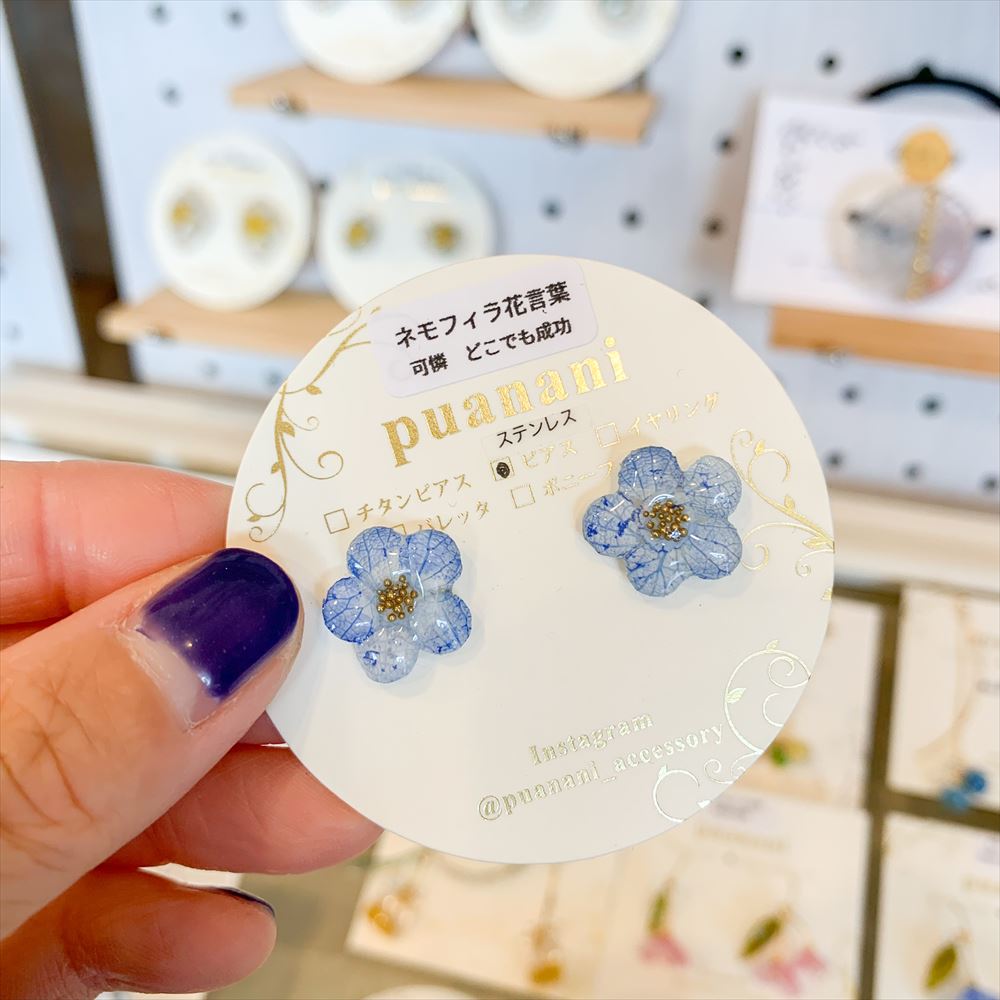 ネモフィラ花言葉
可憐 どこでも成功
puanani
ステンレス
□チタンピアス ピアス □イヤリング
バレッタ □ポニーフ
Instagram
@puanani_accessory